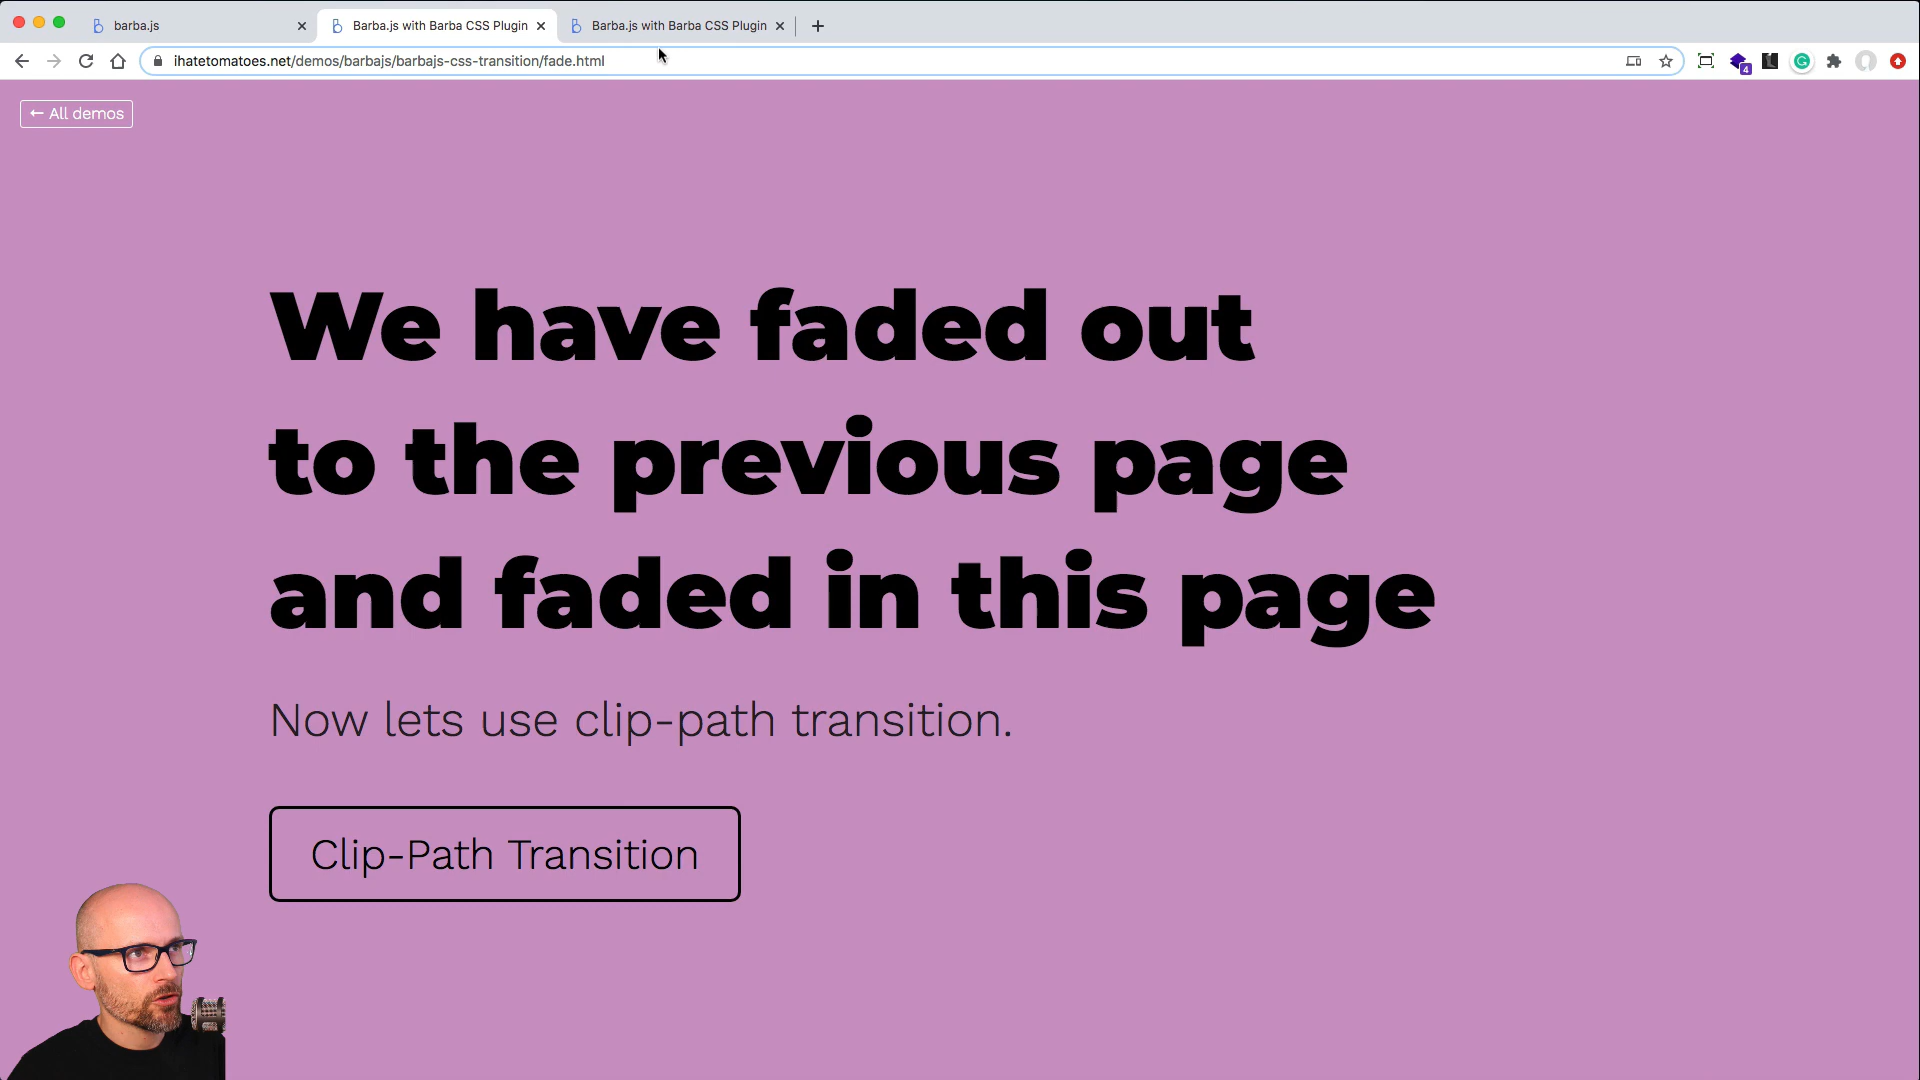 barba.js
Barba.js with Barba CSS Plugin
Barba.js with Barba CSS Plugin
ihatetomatoes.net/demos/barbajs/barbajs-css-transition/fade.html
4
← All demos
We have faded out
to the previous page
and faded in this page
Now lets use clip-path transition.
Clip-Path Transition